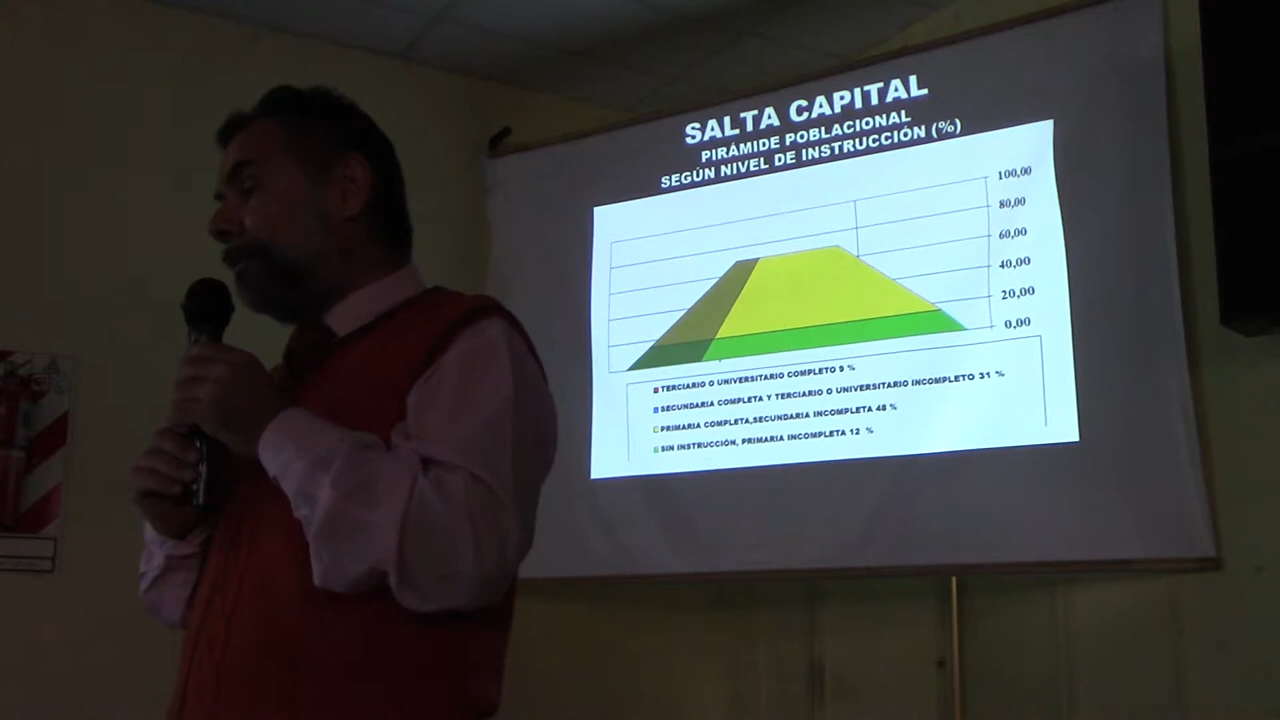 SALTA CAPITAL
PIRÁMIDE POBLACIONAL
SEGÚN NIVEL DE INSTRUCCIÓN (%)
100,00
80,00
60,00
40,00
20,00
0,00
TERCIARIO O UNIVERSITARIO COMPLETO 9 %
SECUNDARIA COMPLETA Y TERCIARIO O UNIVERSITARIO INCOMPLETO 31 %
PRIMARIA COMPLETA,SECUNDARIA INCOMPLETA 48 %
SIN INSTRUCCIÓN, PRIMARIA INCOMPLETA 12 %